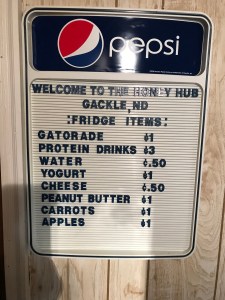 pepsi
WELCOME TO THE HONEY HUB
GACKLE, ND
:FRIDGE ITEMS:
GATORADE $1
PROTEIN DRINKS $3
WATER $.50
YOGURT $1
CHEESE $.50
PEANUT BUTTER $1
CARROTS $1
APPLES $1